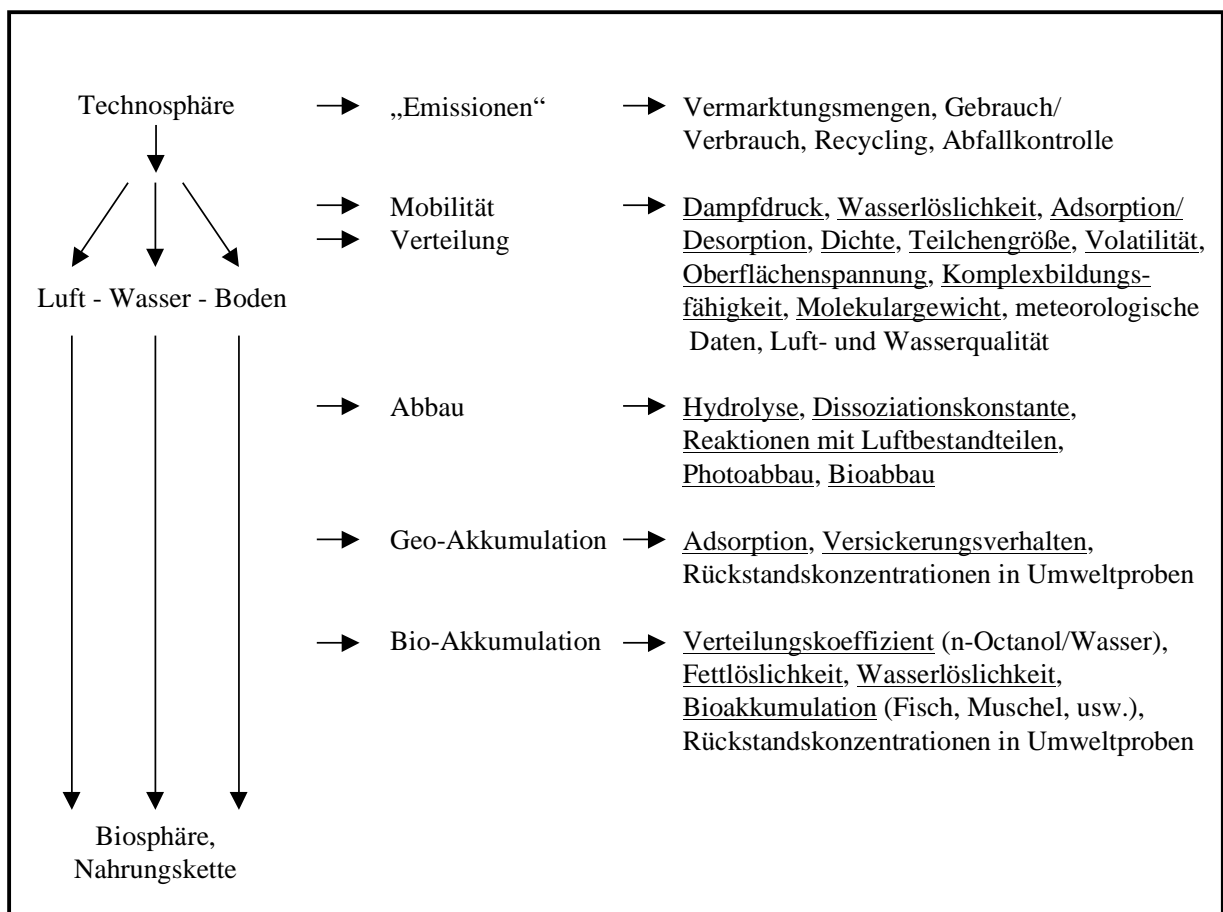 Technosphäre
„Emissionen“
Vermarktungsmengen, Gebrauch/
Verbrauch, Recycling, Abfallkontrolle
Mobilität
Verteilung
Dampfdruck, Wasserlöslichkeit, Adsorption/
Desorption, Dichte, Teilchengröße, Volatilität,
Oberflächenspannung, Komplexbildungs-
fähigkeit, Molekulargewicht, meteorologische
Daten, Luft- und Wasserqualität
Luft - Wasser - Boden
Abbau
Hydrolyse, Dissoziationskonstante,
Reaktionen mit Luftbestandteilen,
Photoabbau, Bioabbau
Geo-Akkumulation
Adsorption, Versickerungsverhalten,
Rückstandskonzentrationen in Umweltproben
Bio-Akkumulation
Verteilungskoeffizient (n-Octanol/Wasser),
Fettlöslichkeit, Wasserlöslichkeit,
Bioakkumulation (Fisch, Muschel, usw.),
Rückstandskonzentrationen in Umweltproben
Biosphäre,
Nahrungskette